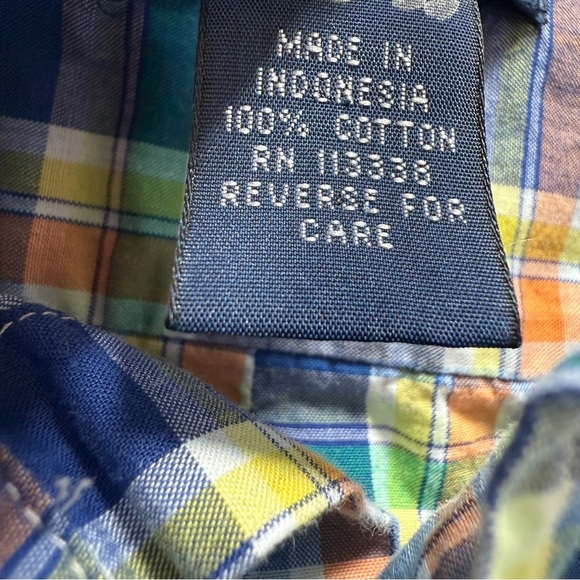 MADE IN
INDONESIA
100% COTTON
RN 113338
REVERSE FOR
CARE